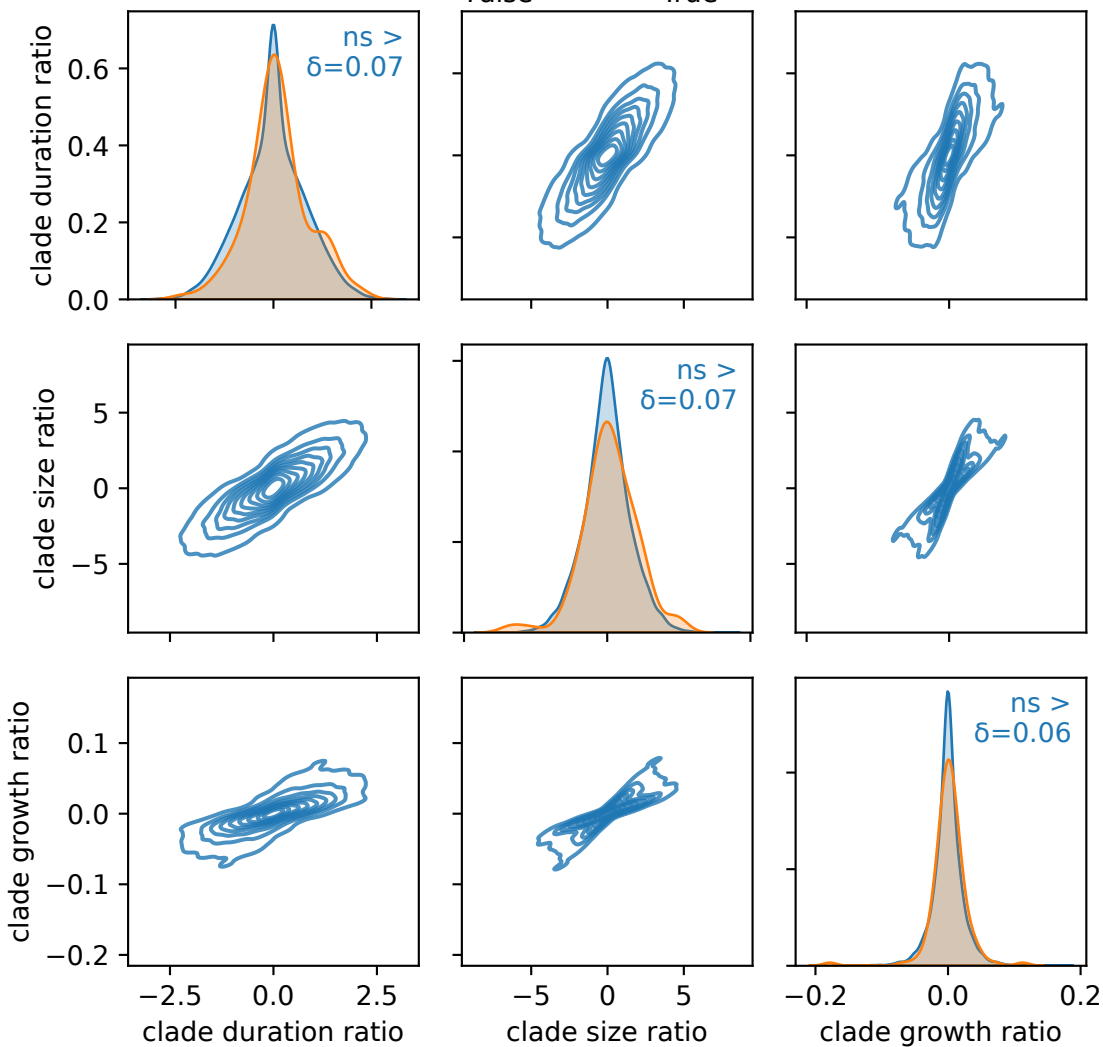 True
clade duration ratio
0.6
0.4
0.2
0.0
ns >
δ=0.07
clade size ratio
5
0
−5
ns >
δ=0.07
clade growth ratio
0.1
0.0
−0.1
−0.2
ns >
δ=0.06
−2.5 0.0 2.5
−5 0 5
−0.2 0.0 0.2
clade duration ratio
clade size ratio
clade growth ratio